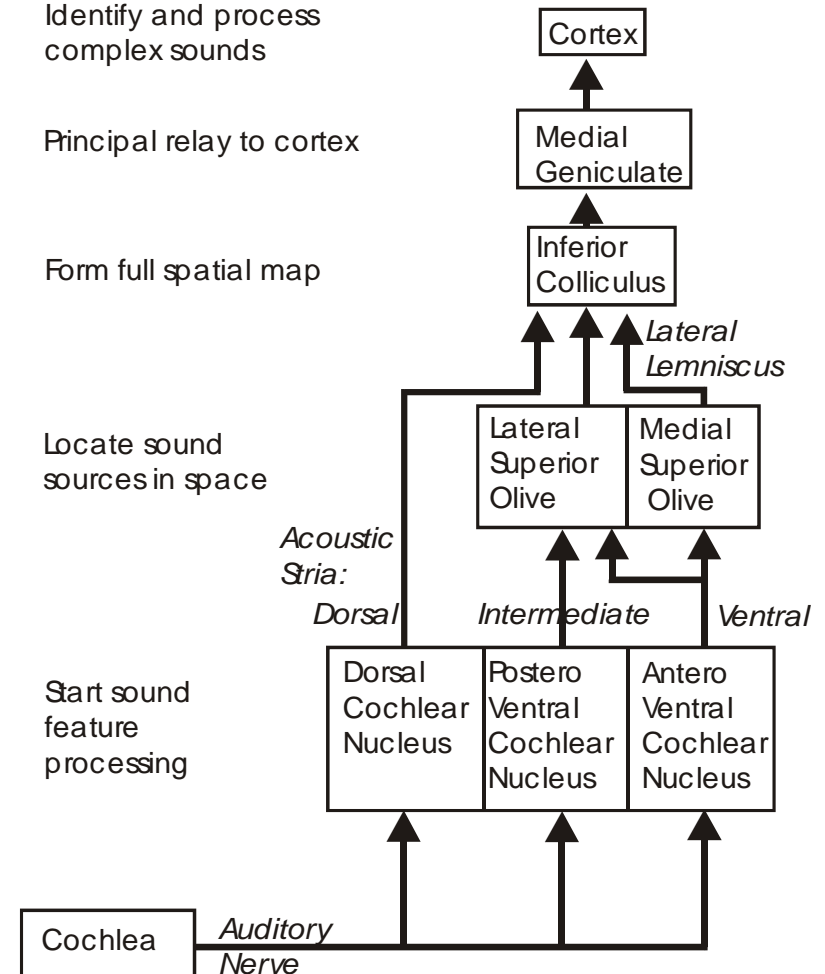 Identify and process
complex sounds
Cortex
Principal relay to cortex
Medial
Geniculate
Form full spatial map
Inferior
Colliculus
Lateral
Lemniscus
Locate sound
sources in space
Lateral
Superior
Olive
Medial
Superior
Olive
Acoustic
Stria:
Dorsal
Intermediate
Ventral
Start sound
feature
processing
Dorsal
Cochlear
Nucleus
Postero
Ventral
Cochlear
Nucleus
Antero
Ventral
Cochlear
Nucleus
Cochlea
Auditory
Nerve